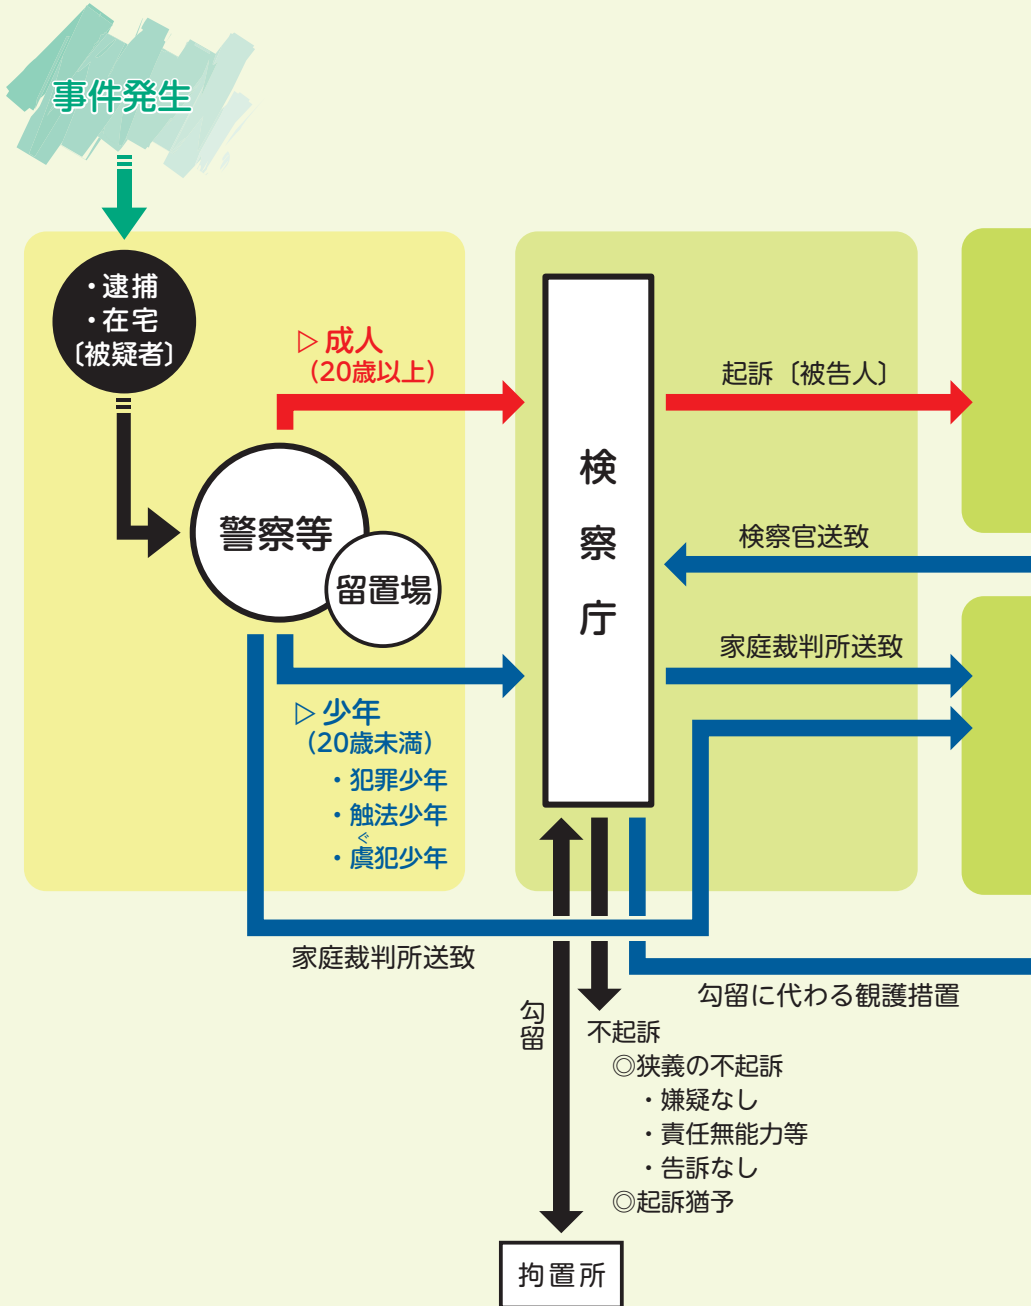 事件発生
・逮捕
・在宅
〔被疑者〕
▷成人
(20歳以上)
起訴〔被告人〕
検察庁
警察等
留置場
検察官送致
家庭裁判所送致
▷少年
(20歳未満)
・犯罪少年
・触法少年
ぐ
・虞犯少年
家庭裁判所送致
勾留に代わる観護措置
勾留
不起訴
◎狭義の不起訴
・嫌疑なし
・責任無能力等
・告訴なし
◎起訴猶予
拘置所